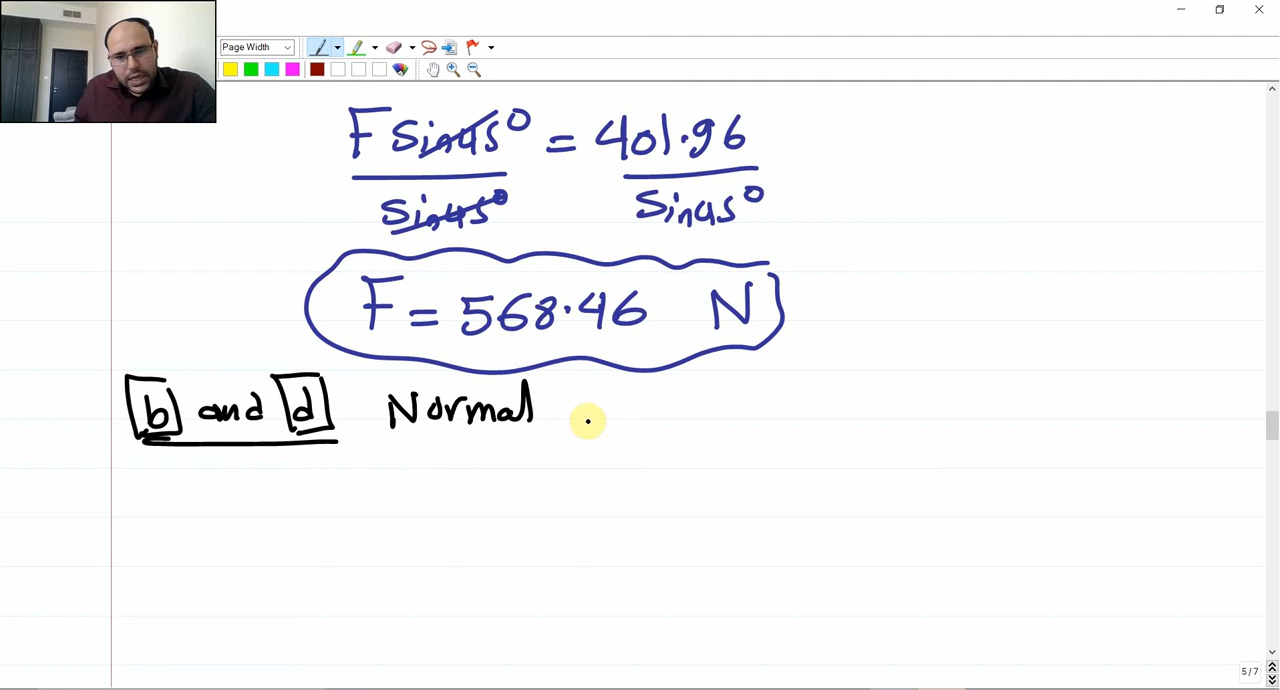 Page Width
F Sin45° = 401.96
Sin45° Sin45°
F = 568.46 N
b and d Normal
5/7